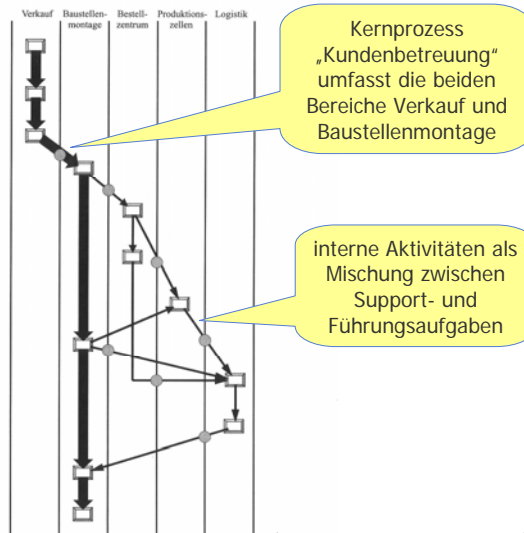 Verkauf Baustellen- Bestell- Produktions- Logistik
montage zentrum zellen
Kernprozess
„Kundenbetreuung“
umfasst die beiden
Bereiche Verkauf und
Baustellenmontage
interne Aktivitäten als
Mischung zwischen
Support- und
Führungsaufgaben